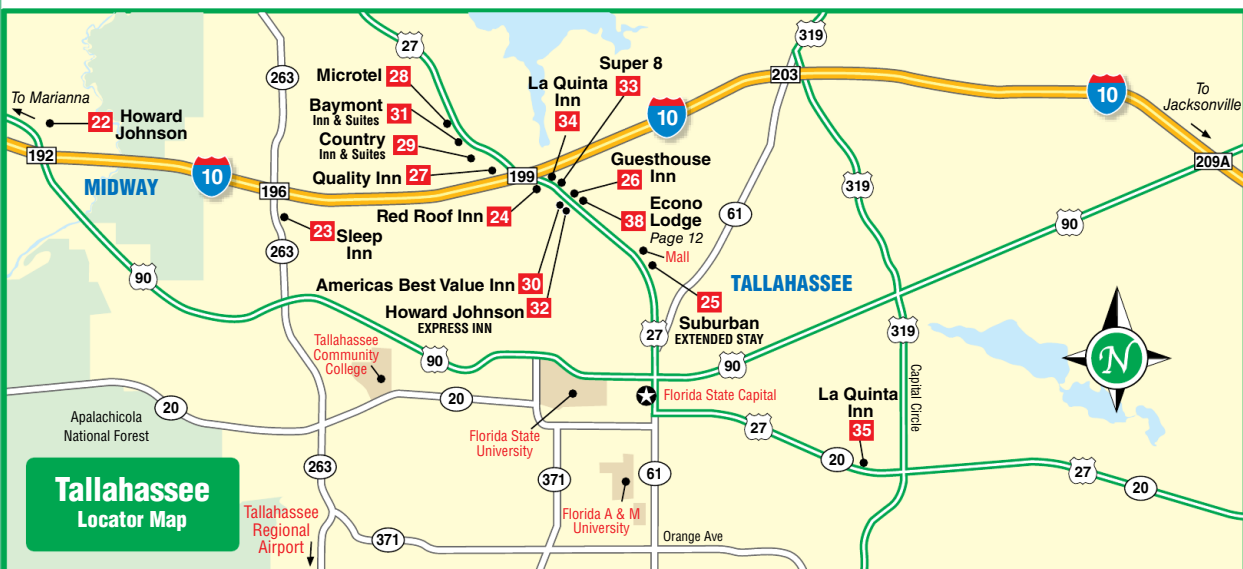 319
27
263
203
Super 8
33
La Quinta
Inn
34
Microtel 28
Baymont
Inn & Suites
31
Country
Inn & Suites
29
Quality Inn 27
10
10
To
Jacksonville
To Marianna
22 Howard
Johnson
192
MIDWAY
10
196
199
209A
Guesthouse
Inn
26
Red Roof Inn 24
38 Econo
Lodge
Page 12
Mall
23 Sleep
Inn
263
319
61
90
90
TALLAHASSEE
Americas Best Value Inn 30
Howard Johnson 32
EXPRESS INN
25
Suburban
EXTENDED STAY
27
319
Tallahassee
Community
College
90
90
N
Florida State Capital
Capital Circle
La Quinta
Inn
35
20
20
Apalachicola
National Forest
Florida State
University
27
20
27
20
263
371
61
Tallahassee
Locator Map
Tallahassee
Regional
Airport
Florida A & M
University
371
Orange Ave